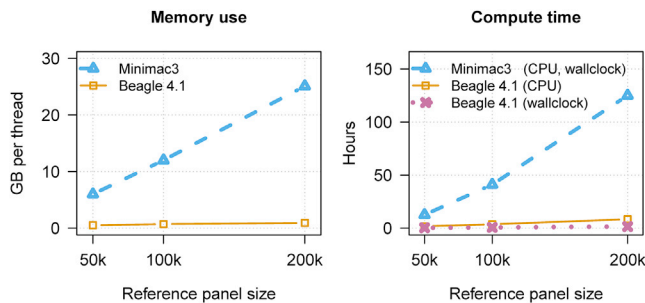 Memory use
30
20
10
0
GB per thread
Minimac3
Beagle 4.1
50k 100k 200k
Reference panel size
Compute time
150
100
50
0
Hours
Minimac3 (CPU, wallclock)
Beagle 4.1 (CPU)
Beagle 4.1 (wallclock)
50k 100k 200k
Reference panel size